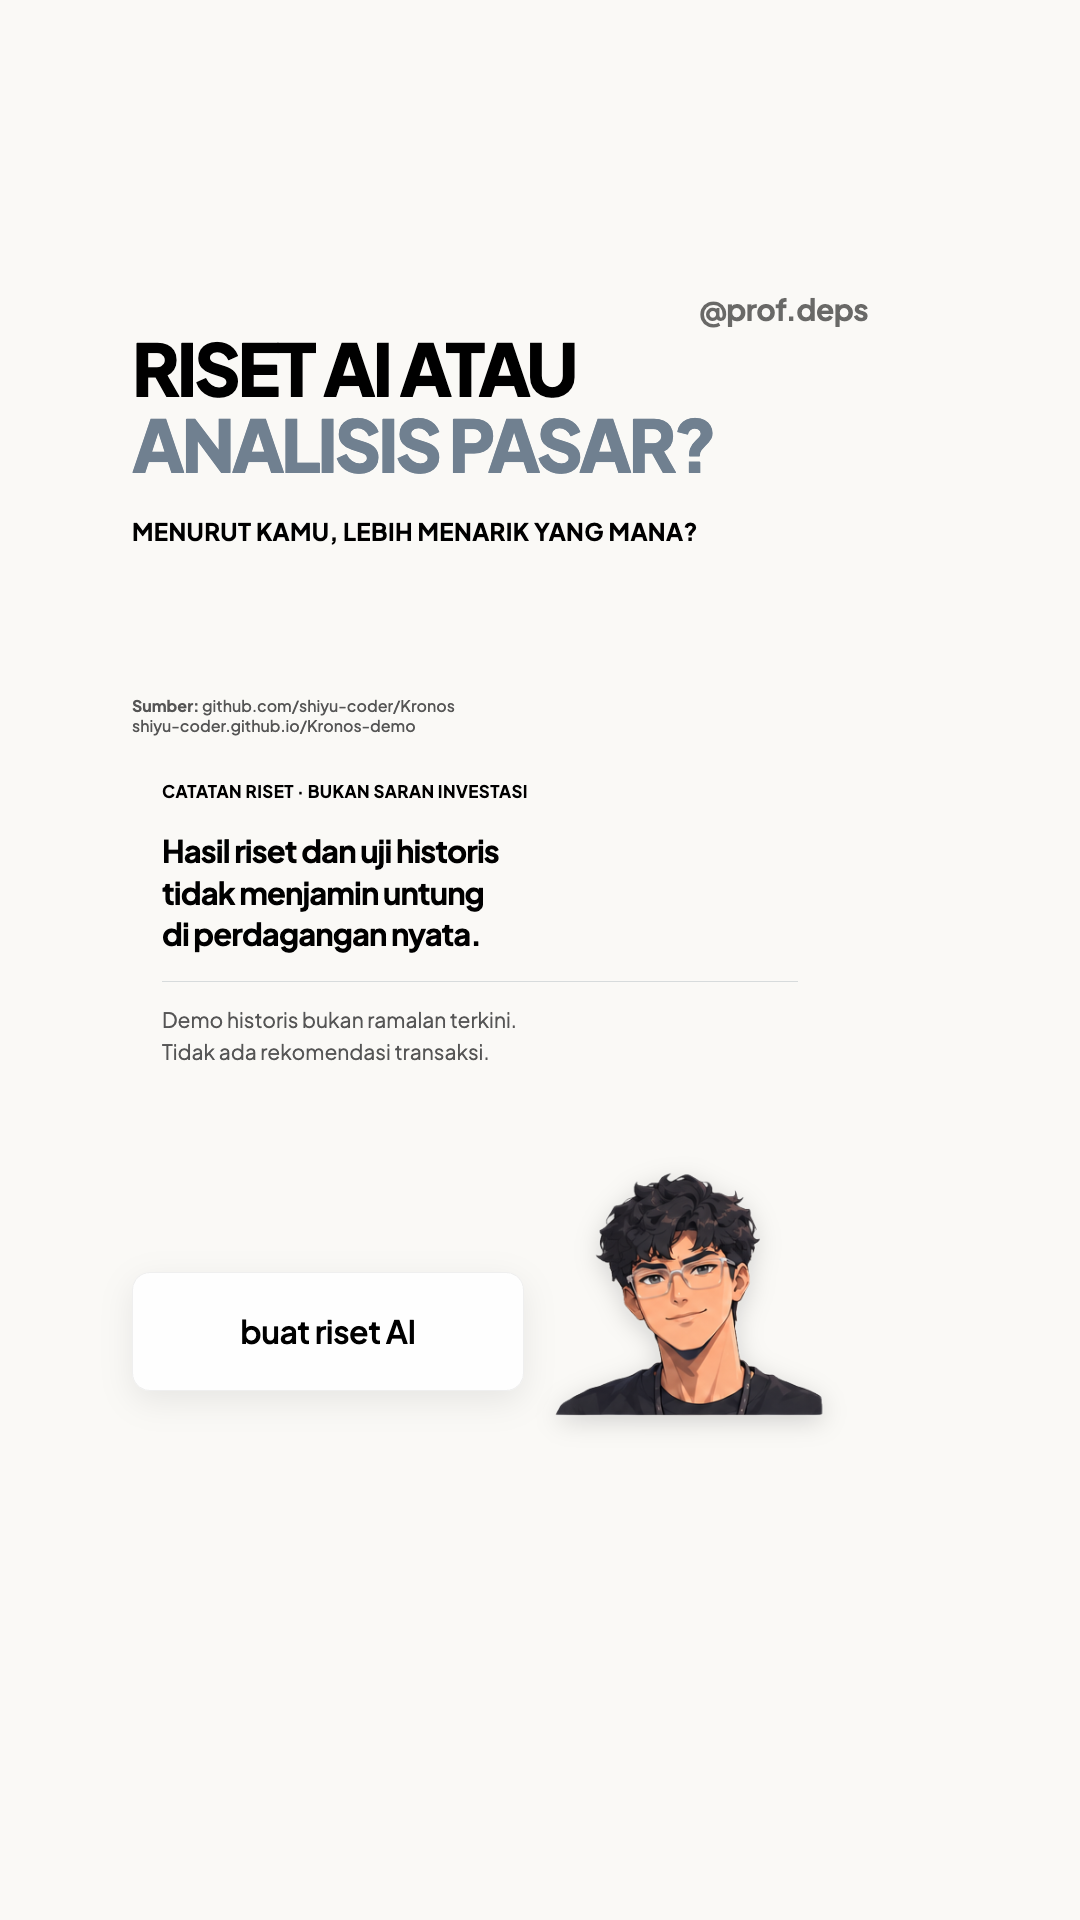 @prof.deps
RISET AI ATAU
ANALISIS PASAR?
MENURUT KAMU, LEBIH MENARIK YANG MANA?
Sumber: github.com/shiyu-coder/Kronos
shiyu-coder.github.io/Kronos-demo
CATATAN RISET · BUKAN SARAN INVESTASI
Hasil riset dan uji historis
tidak menjamin untung
di perdagangan nyata.
Demo historis bukan ramalan terkini.
Tidak ada rekomendasi transaksi.
buat riset AI